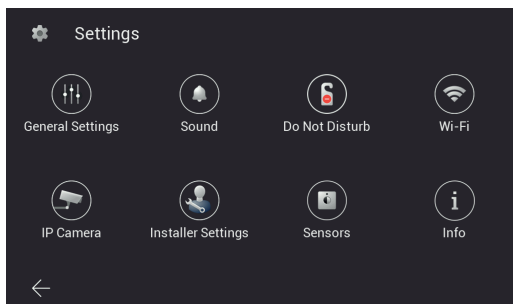 Settings
General Settings
Sound
Do Not Disturb
Wi-Fi
IP Camera
Installer Settings
Sensors
Info